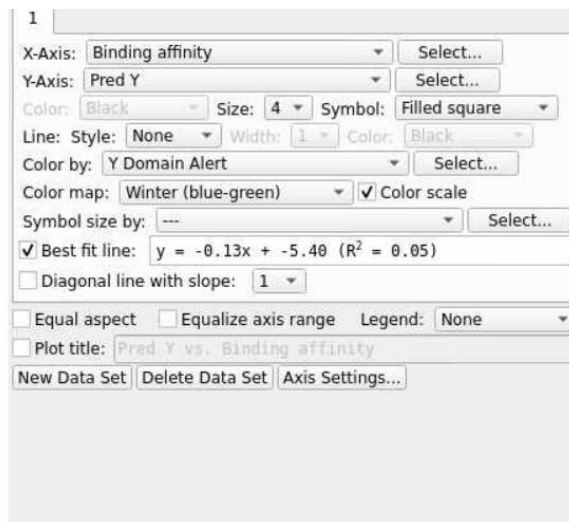 1
X-Axis: Binding affinity Select...
Y-Axis: Pred Y Select...
Color: Black Size: 4 Symbol: Filled square
Line: Style: None Width: 1 Color: Black
Color by: Y Domain Alert Select...
Color map: Winter (blue-green) Color scale
Symbol size by: --- Select...
Best fit line: y = -0.13x + -5.40 (R² = 0.05)
Diagonal line with slope: 1
Equal aspect Equalize axis range Legend: None
Plot title: Pred Y vs. Binding affinity
New Data Set Delete Data Set Axis Settings...